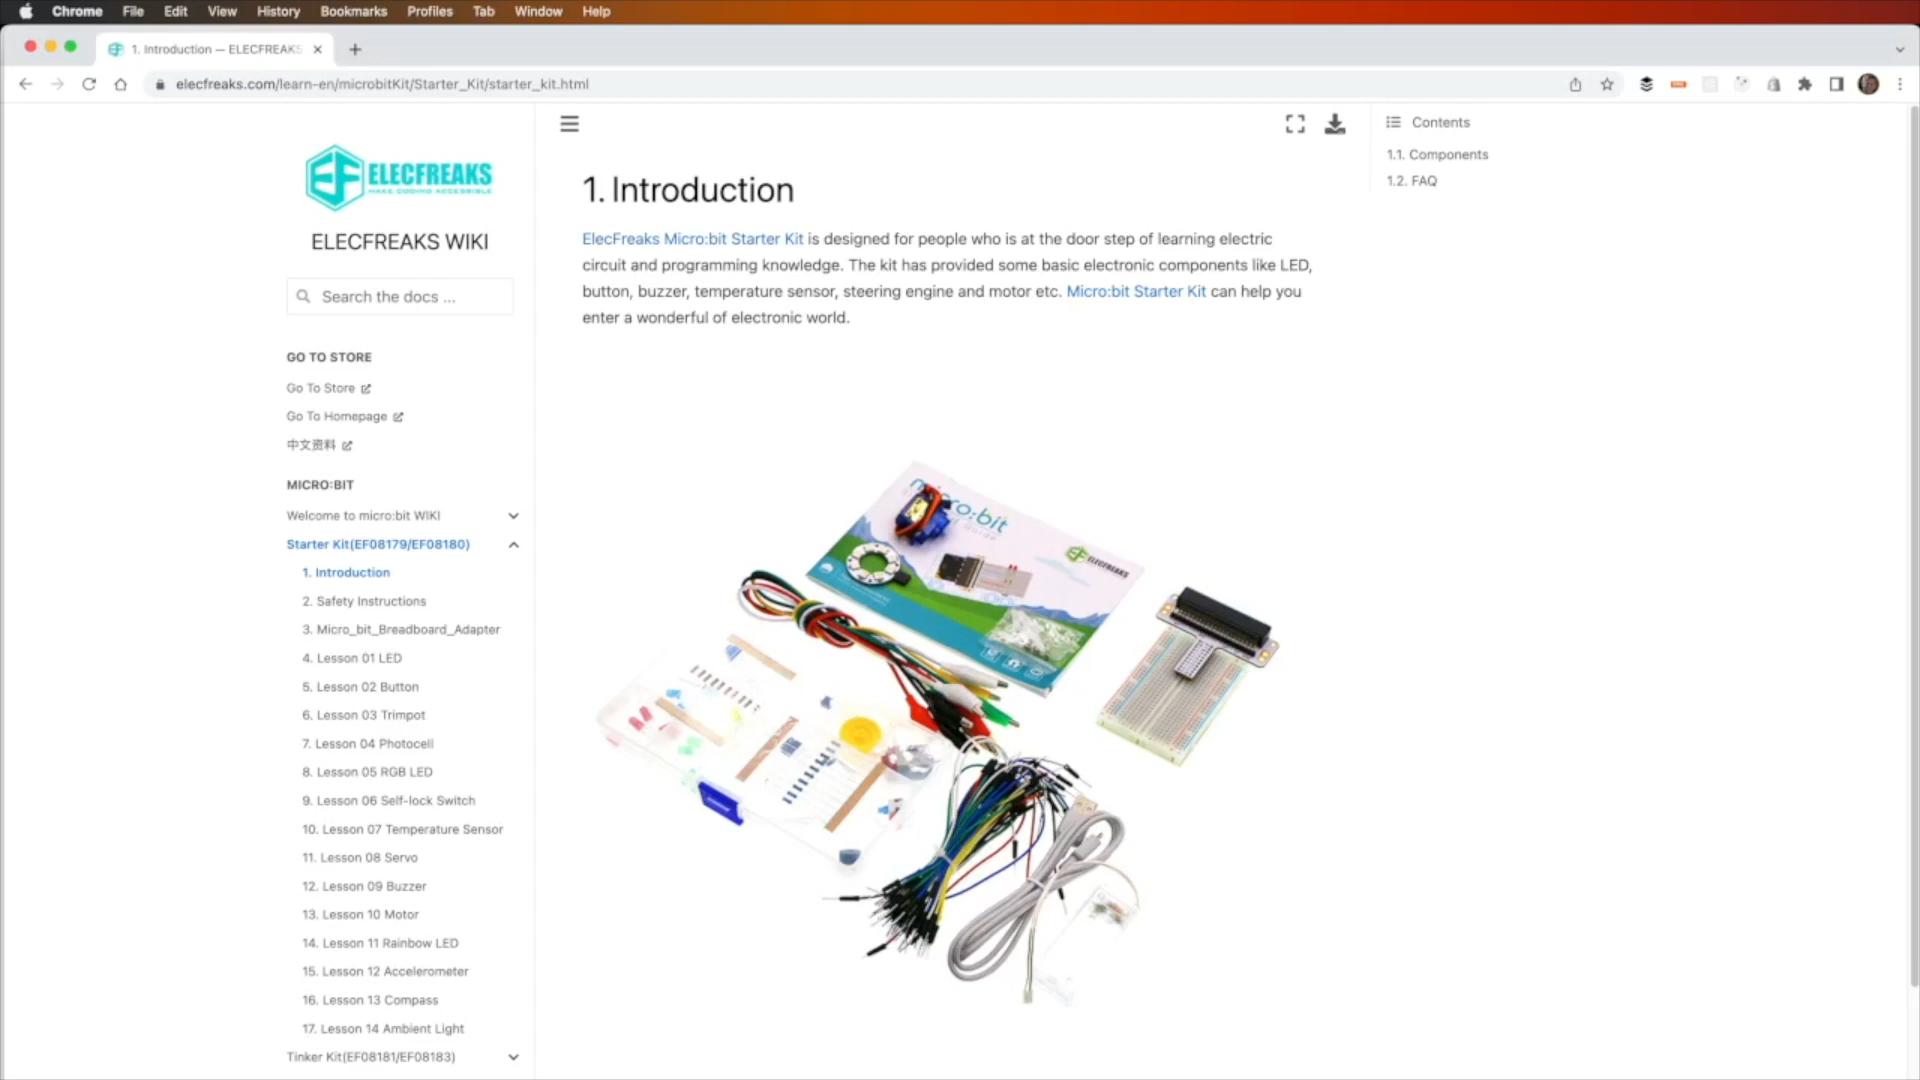 Chrome File Edit View History Bookmarks Profiles Tab Window Help
1. Introduction — ELECFREAKS
elecfreaks.com/learn-en/microbitKit/Starter_Kit/starter_kit.html
ELECFREAKS
MAKE CODING ACCESSIBLE
ELECFREAKS WIKI
Search the docs ...
GO TO STORE
Go To Store
Go To Homepage
中文资料
MICRO:BIT
Welcome to micro:bit WIKI
Starter Kit(EF08179/EF08180)
1. Introduction
2. Safety Instructions
3. Micro_bit_Breadboard_Adapter
4. Lesson 01 LED
5. Lesson 02 Button
6. Lesson 03 Trimpot
7. Lesson 04 Photocell
8. Lesson 05 RGB LED
9. Lesson 06 Self-lock Switch
10. Lesson 07 Temperature Sensor
11. Lesson 08 Servo
12. Lesson 09 Buzzer
13. Lesson 10 Motor
14. Lesson 11 Rainbow LED
15. Lesson 12 Accelerometer
16. Lesson 13 Compass
17. Lesson 14 Ambient Light
Tinker Kit(EF08181/EF08183)
1. Introduction
ElecFreaks Micro:bit Starter Kit is designed for people who is at the door step of learning electric
circuit and programming knowledge. The kit has provided some basic electronic components like LED,
button, buzzer, temperature sensor, steering engine and motor etc. Micro:bit Starter Kit can help you
enter a wonderful of electronic world.
micro:bit
ELECFREAKS
Contents
1.1. Components
1.2. FAQ